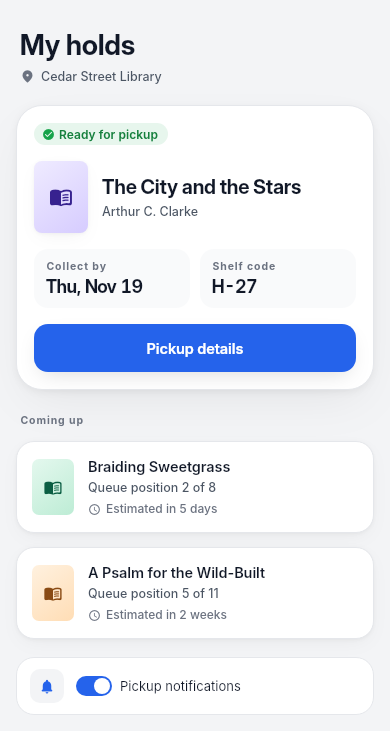 My holds
Cedar Street Library
Ready for pickup
The City and the Stars
Arthur C. Clarke
Collect by
Thu, Nov 19
Shelf code
H-27
Pickup details
Coming up
Braiding Sweetgrass
Queue position 2 of 8
Estimated in 5 days
A Psalm for the Wild-Built
Queue position 5 of 11
Estimated in 2 weeks
Pickup notifications